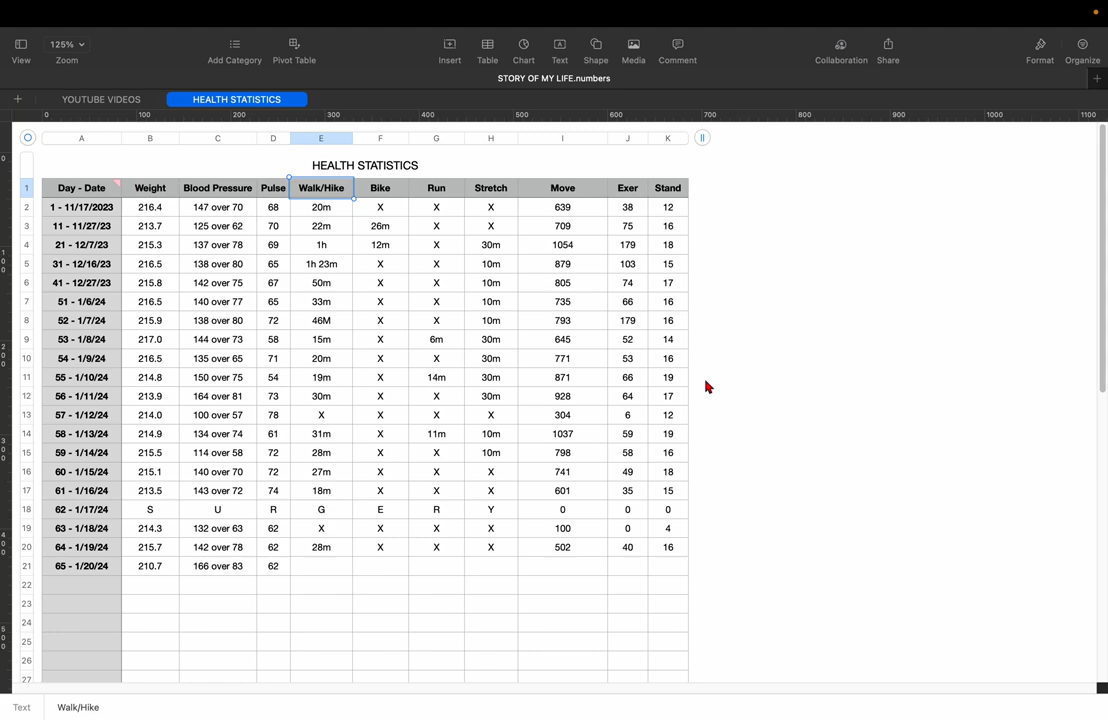 125%
View Zoom Add Category Pivot Table Insert Table Chart Text Shape Media Comment Collaboration Share Format Organize
STORY OF MY LIFE.numbers
YOUTUBE VIDEOS HEALTH STATISTICS
0 100 200 300 400 500 600 700 800 900 1000 1100
A B C D E F G H I J K
HEALTH STATISTICS
1 Day - Date Weight Blood Pressure Pulse Walk/Hike Bike Run Stretch Move Exer Stand
2 1 - 11/17/2023 216.4 147 over 70 68 20m X X X 639 38 12
3 11 - 11/27/23 213.7 125 over 62 70 22m 26m X X 709 75 16
4 21 - 12/7/23 215.3 137 over 78 69 1h 12m X 30m 1054 179 18
5 31 - 12/16/23 216.5 138 over 80 65 1h 23m X X 10m 879 103 15
6 41 - 12/27/23 215.8 142 over 75 67 50m X X 10m 805 74 17
7 51 - 1/6/24 216.5 140 over 77 65 33m X X 10m 735 66 16
8 52 - 1/7/24 215.9 138 over 80 72 46M X X 10m 793 179 16
9 53 - 1/8/24 217.0 144 over 73 58 15m X 6m 30m 645 52 14
10 54 - 1/9/24 216.5 135 over 65 71 20m X X 30m 771 53 16
11 55 - 1/10/24 214.8 150 over 75 54 19m X 14m 30m 871 66 19
12 56 - 1/11/24 213.9 164 over 81 73 30m X X 30m 928 64 17
13 57 - 1/12/24 214.0 100 over 57 78 X X X X 304 6 12
14 58 - 1/13/24 214.9 134 over 74 61 31m X 11m 10m 1037 59 19
15 59 - 1/14/24 215.5 114 over 58 72 28m X X 10m 798 58 16
16 60 - 1/15/24 215.1 140 over 70 72 27m X X X 741 49 18
17 61 - 1/16/24 213.5 143 over 72 74 18m X X X 601 35 15
18 62 - 1/17/24 S U R G E R Y 0 0 0
19 63 - 1/18/24 214.3 132 over 63 62 X X X X 100 0 4
20 64 - 1/19/24 215.7 142 over 78 62 28m X X X 502 40 16
21 65 - 1/20/24 210.7 166 over 83 62
22
23
24
25
26
27
0
100
200
300
400
500
Text Walk/Hike